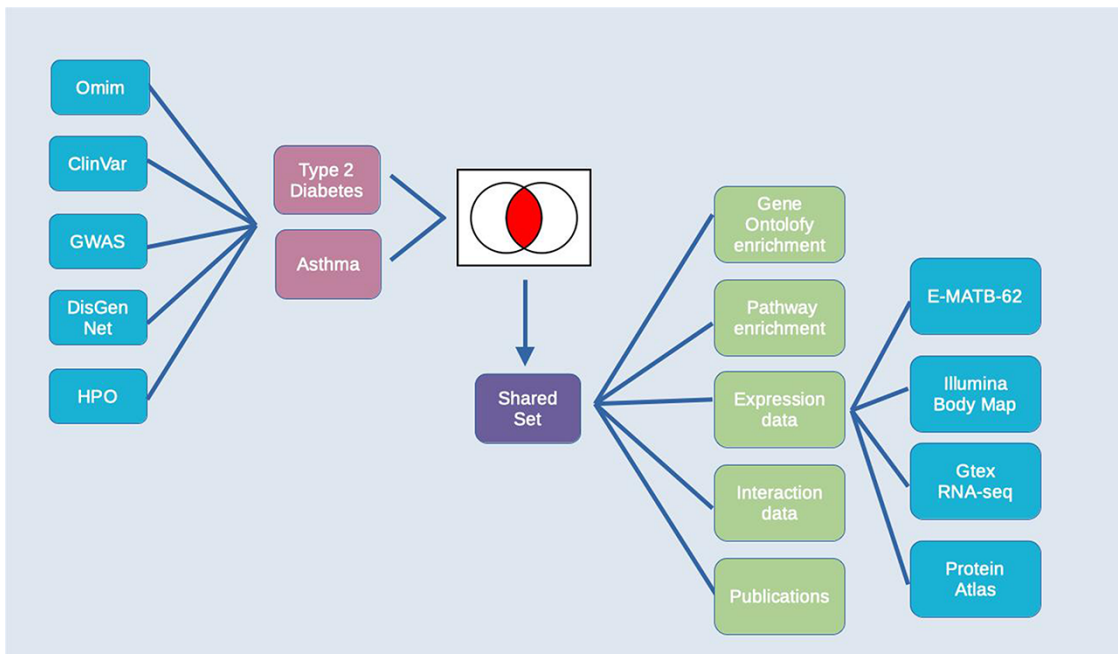 Omim
ClinVar
GWAS
DisGen
Net
HPO
Type 2
Diabetes
Asthma
Shared
Set
Gene
Ontolofy
enrichment
Pathway
enrichment
Expression
data
Interaction
data
Publications
E-MATB-62
Illumina
Body Map
Gtex
RNA-seq
Protein
Atlas